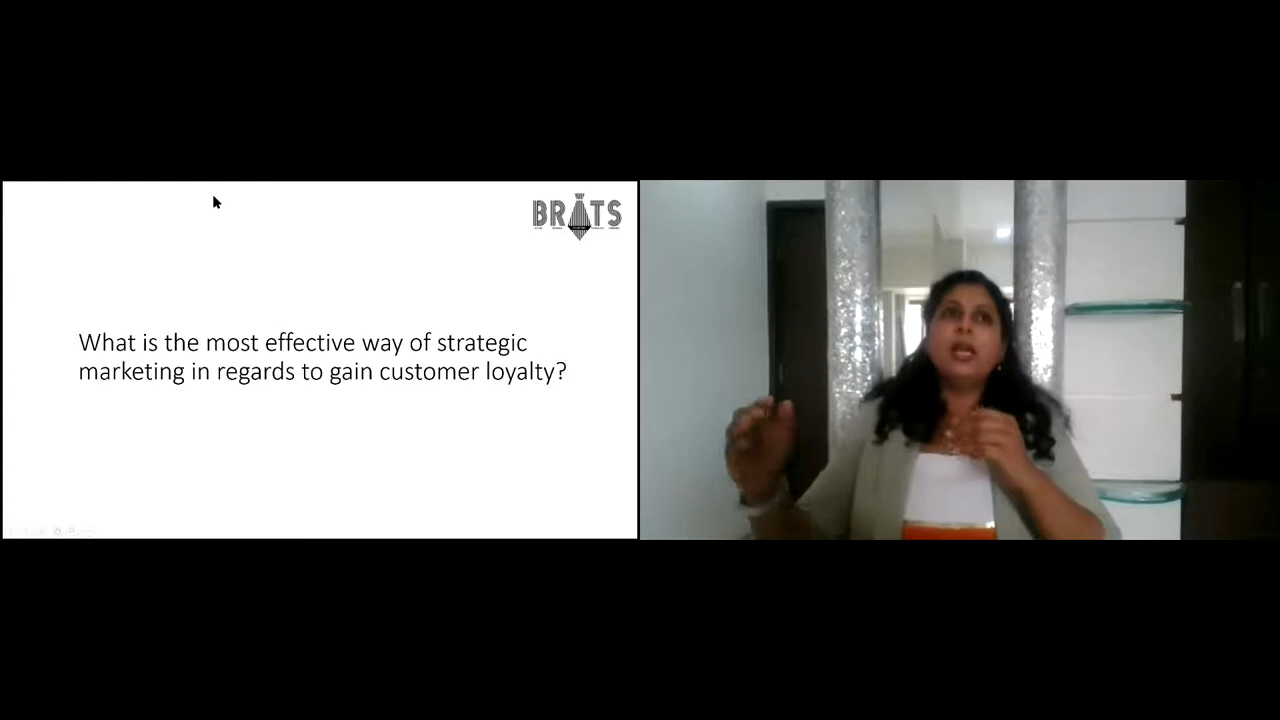 BRATS
What is the most effective way of strategic
marketing in regards to gain customer loyalty?